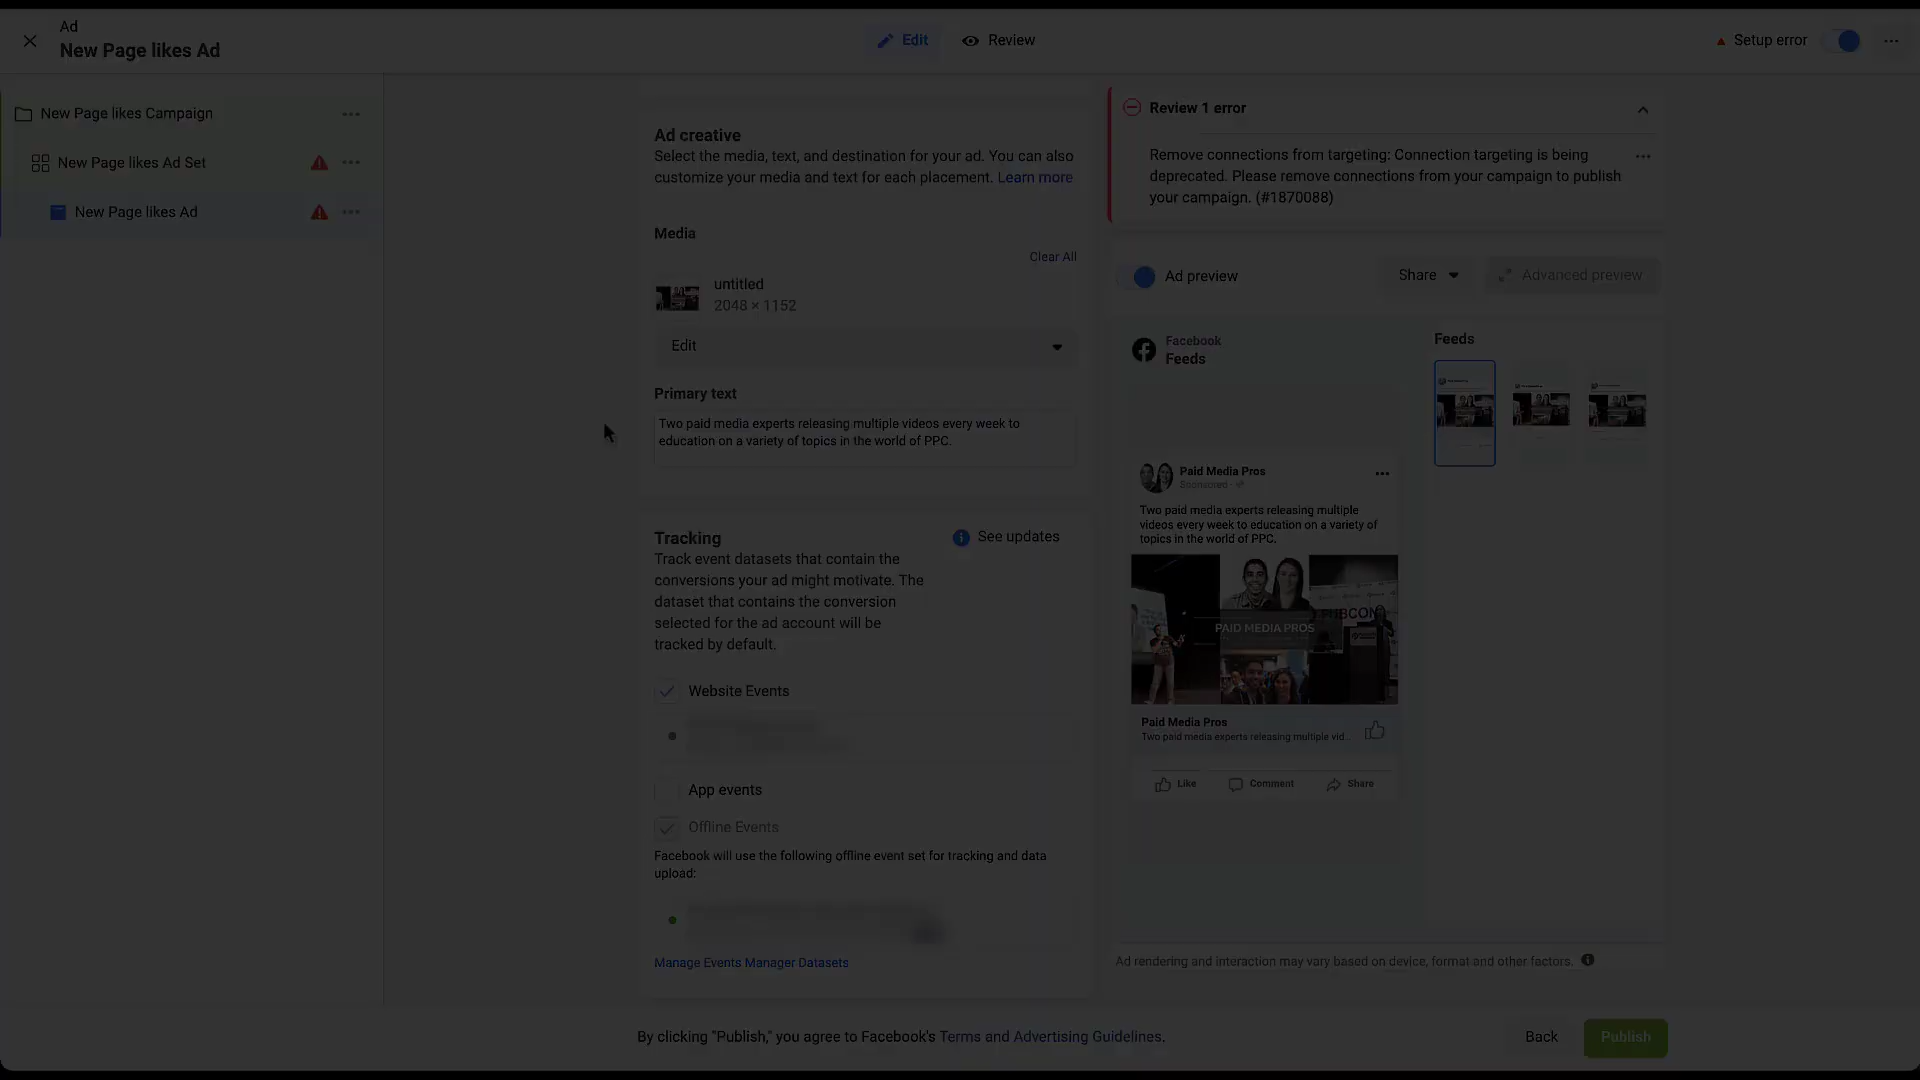 Ad
New Page likes Ad
Edit
Review
Setup error
New Page likes Campaign
New Page likes Ad Set
New Page likes Ad
Ad creative
Select the media, text, and destination for your ad. You can also
customize your media and text for each placement. Learn more
Media
Clear All
untitled
2048 × 1152
Edit
Primary text
Two paid media experts releasing multiple videos every week to
education on a variety of topics in the world of PPC.
Tracking
See updates
Track event datasets that contain the
conversions your ad might motivate. The
dataset that contains the conversion
selected for the ad account will be
tracked by default.
Website Events
App events
Offline Events
Facebook will use the following offline event set for tracking and data
upload:
Manage Events Manager Datasets
Review 1 error
Remove connections from targeting: Connection targeting is being
deprecated. Please remove connections from your campaign to publish
your campaign. (#1870088)
Ad preview
Share
Advanced preview
Facebook
Feeds
Feeds
Paid Media Pros
Sponsored
Two paid media experts releasing multiple
videos every week to education on a variety of
topics in the world of PPC.
PUBCON
PAID MEDIA PROS
Paid Media Pros
Two paid media experts releasing multiple vid...
Like
Comment
Share
Ad rendering and interaction may vary based on device, format and other factors.
By clicking "Publish," you agree to Facebook's Terms and Advertising Guidelines.
Back
Publish